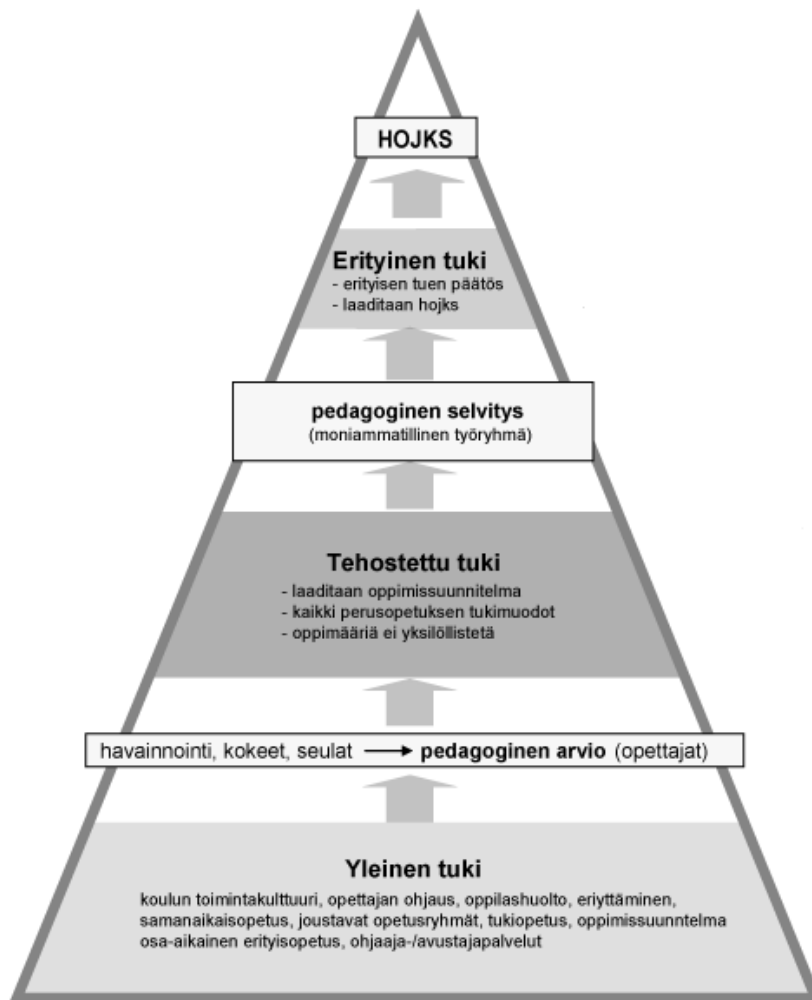 HOJKS
Erityinen tuki
- erityisen tuen päätös
- laaditaan hojks
pedagoginen selvitys
(moniammatillinen työryhmä)
Tehostettu tuki
- laaditaan oppimissuunnitelma
- kaikki perusopetuksen tukimuodot
- oppimääriä ei yksilöllistetä
havainnointi, kokeet, seulat → pedagoginen arvio (opettajat)
Yleinen tuki
koulun toimintakulttuuri, opettajan ohjaus, oppilashuolto, eriyttäminen,
samanaikaisopetus, joustavat opetusryhmät, tukiopetus, oppimissuunntelma
osa-aikainen erityisopetus, ohjaaja-/avustajapalvelut